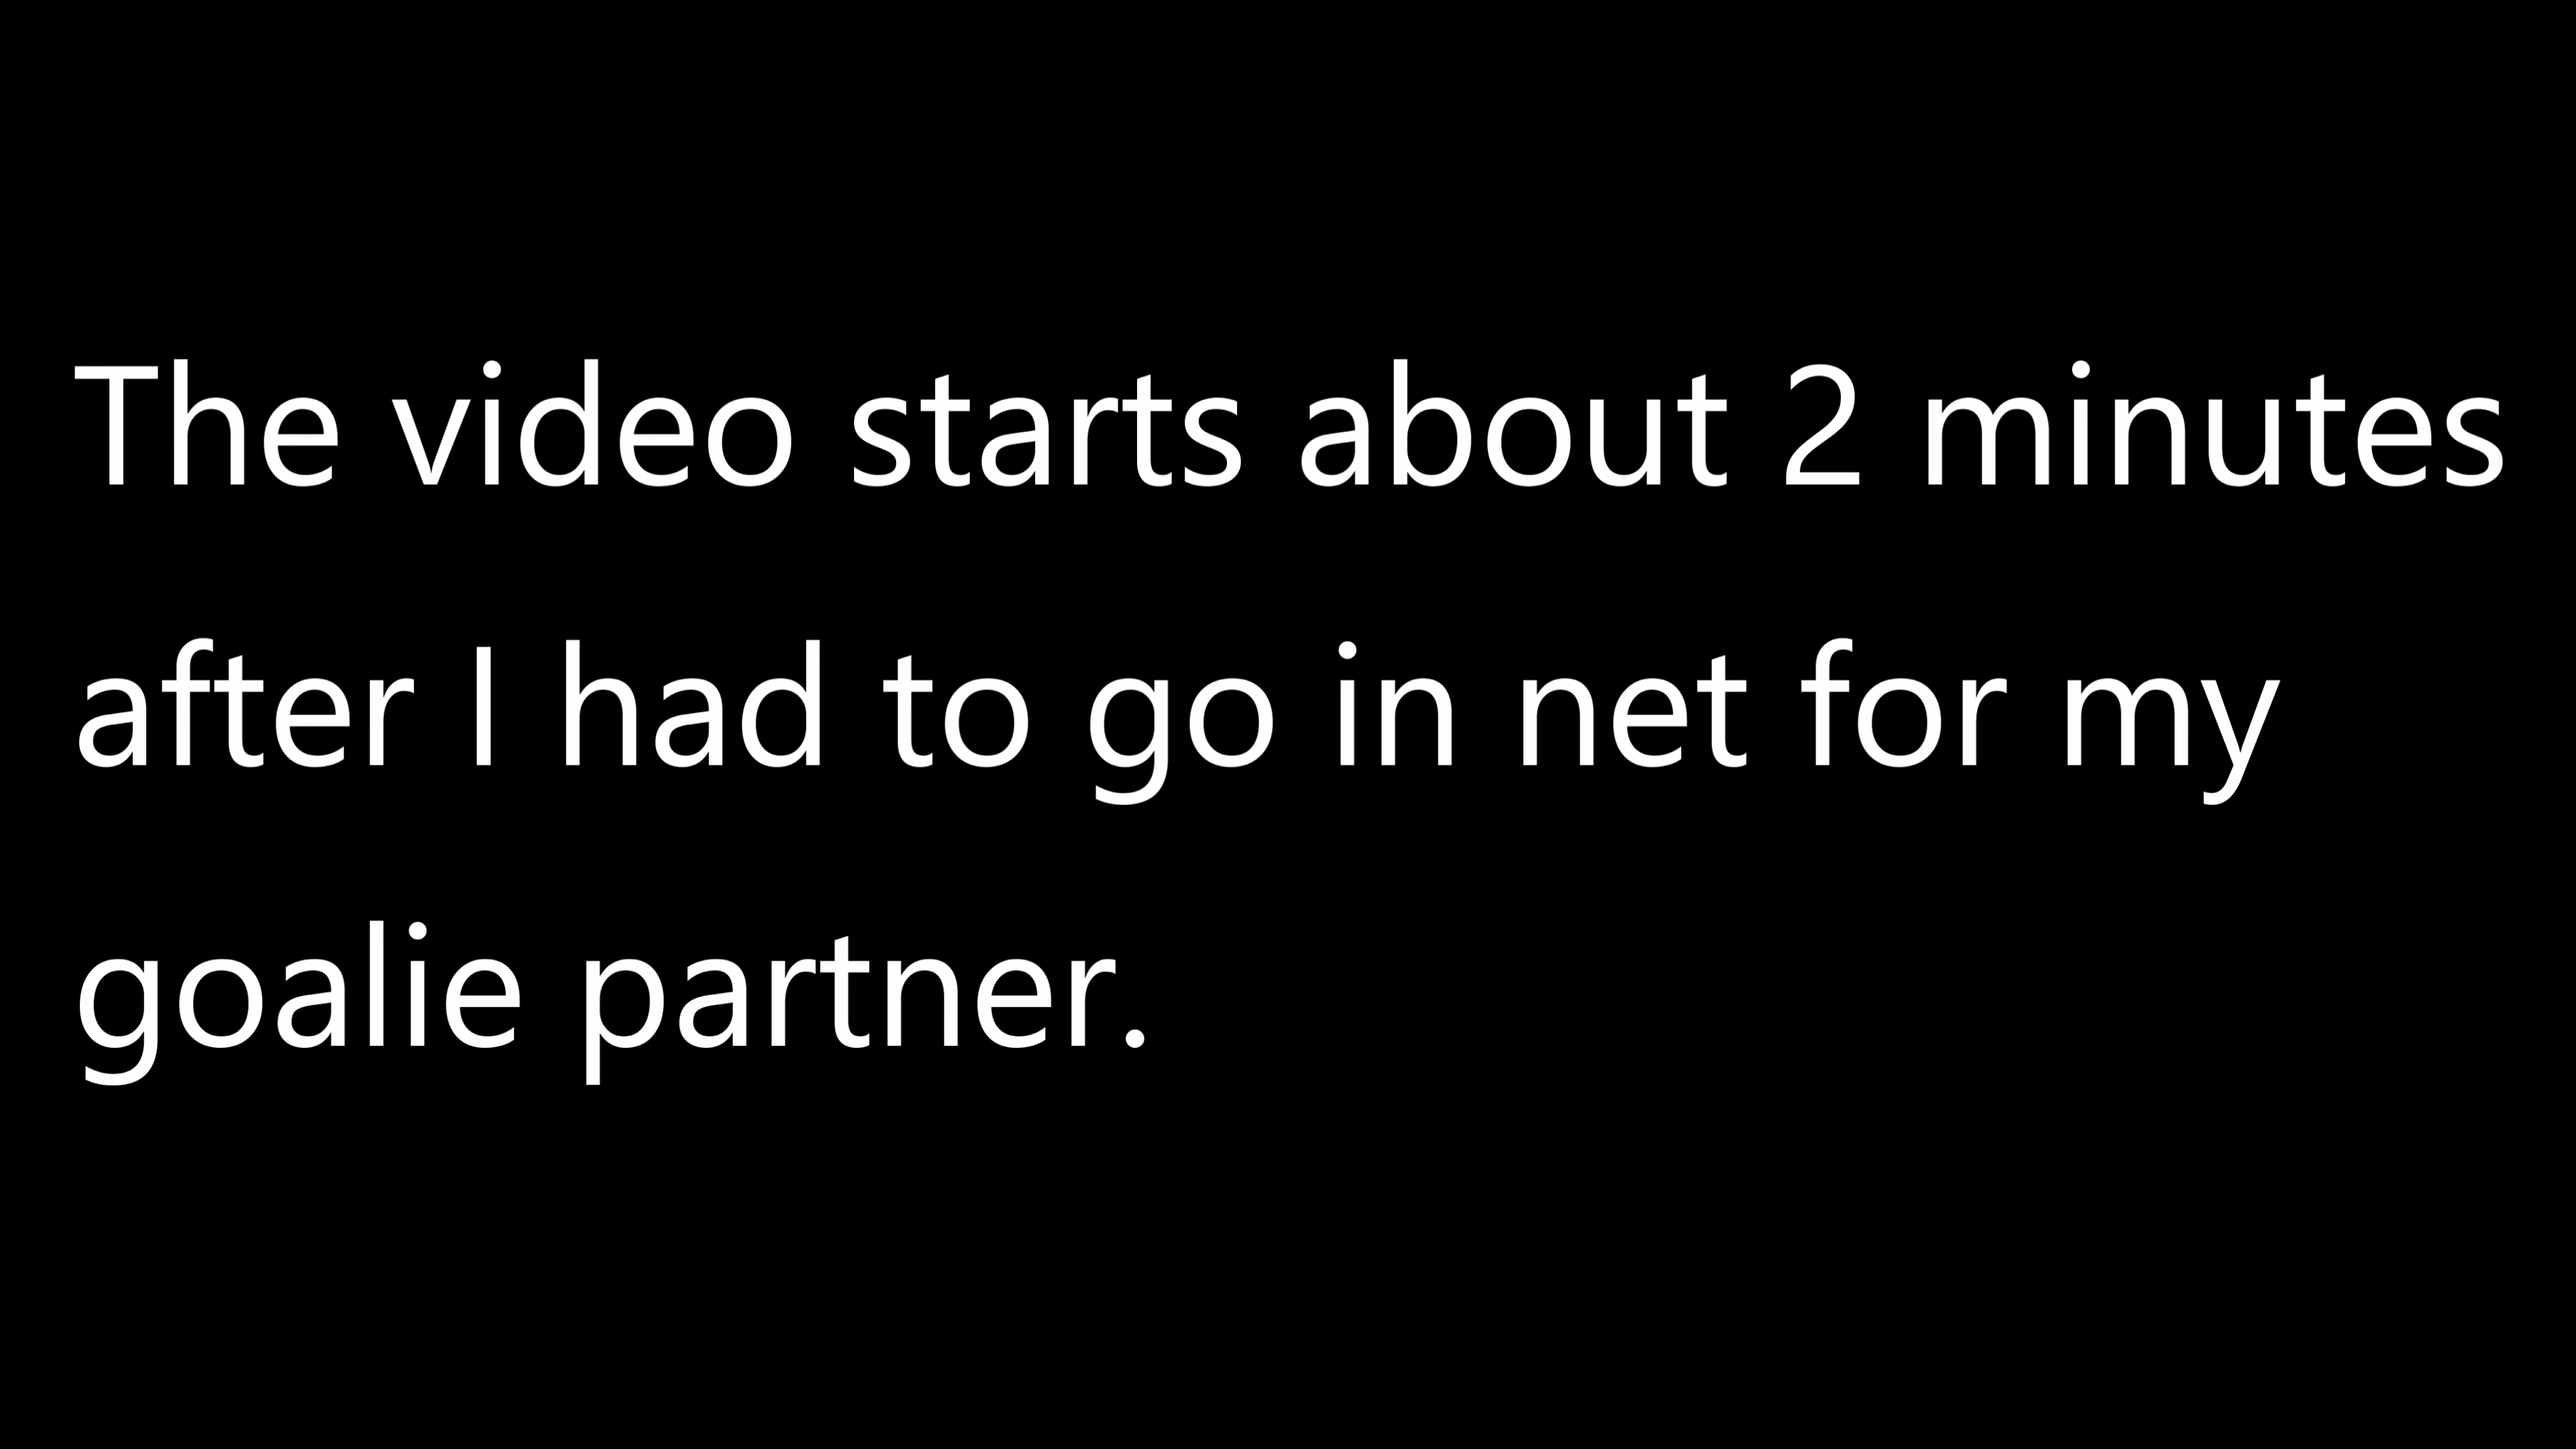 The video starts about 2 minutes
after I had to go in net for my
goalie partner.